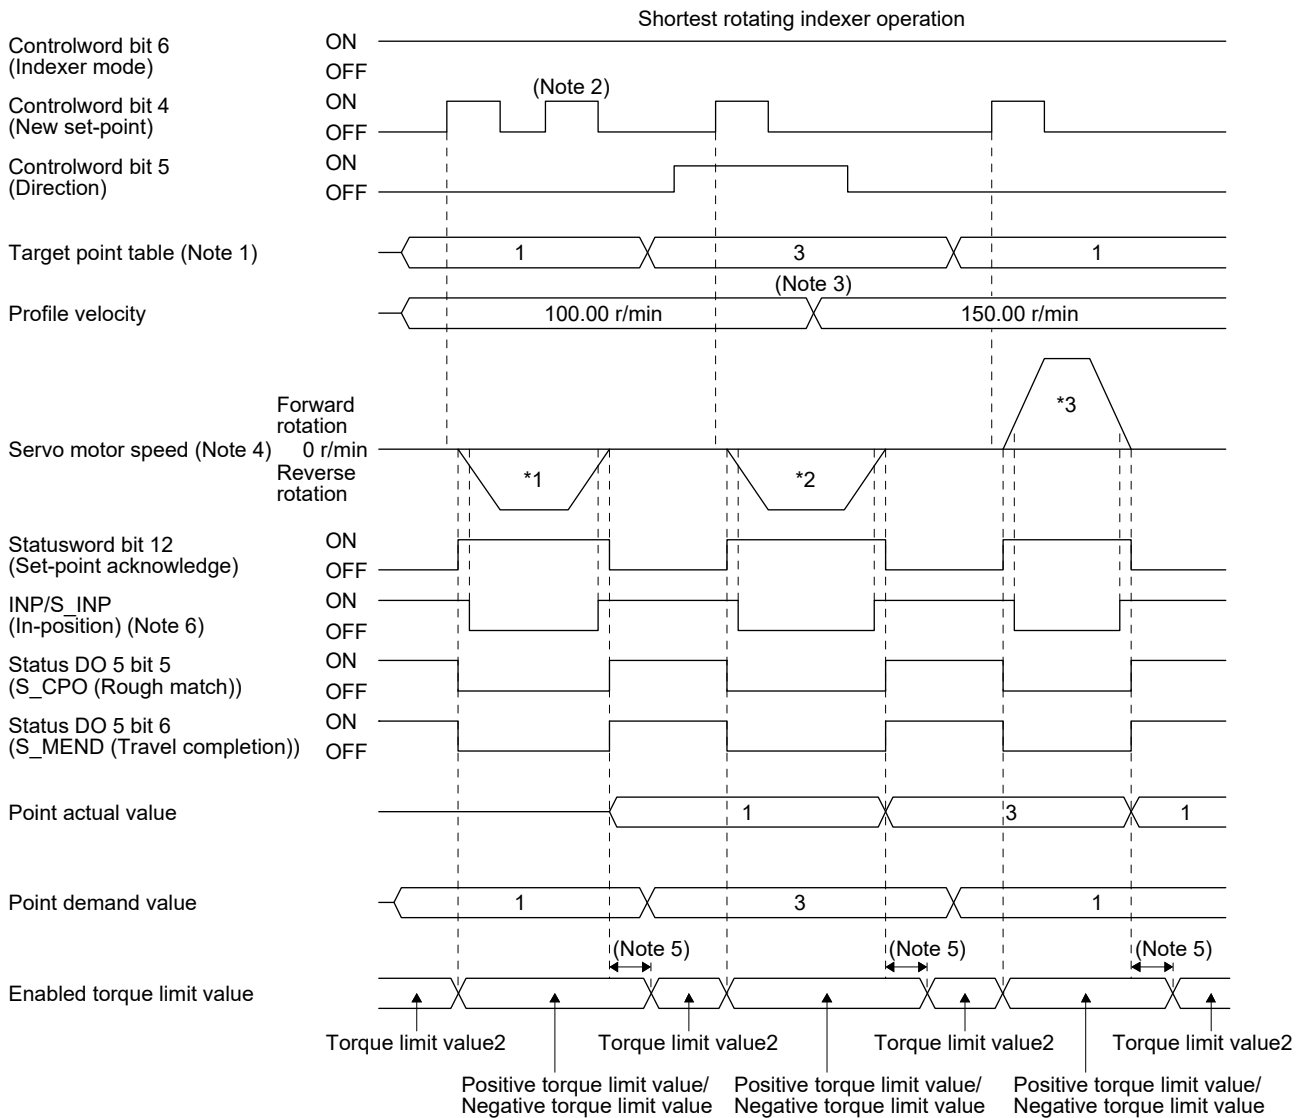 Shortest rotating indexer operation
Controlword bit 6
(Indexer mode)
ON
OFF
Controlword bit 4
(New set-point)
ON
OFF
(Note 2)
Controlword bit 5
(Direction)
ON
OFF
Target point table (Note 1)
1
3
1
(Note 3)
Profile velocity
100.00 r/min
150.00 r/min
Forward
rotation
Servo motor speed (Note 4)
0 r/min
Reverse
rotation
*1
*2
*3
Statusword bit 12
(Set-point acknowledge)
ON
OFF
INP/S_INP
(In-position) (Note 6)
ON
OFF
Status DO 5 bit 5
(S_CPO (Rough match))
ON
OFF
Status DO 5 bit 6
(S_MEND (Travel completion))
ON
OFF
Point actual value
1
3
1
Point demand value
1
3
1
(Note 5)
(Note 5)
(Note 5)
Enabled torque limit value
Torque limit value2
Torque limit value2
Torque limit value2
Torque limit value2
Positive torque limit value/
Negative torque limit value
Positive torque limit value/
Negative torque limit value
Positive torque limit value/
Negative torque limit value